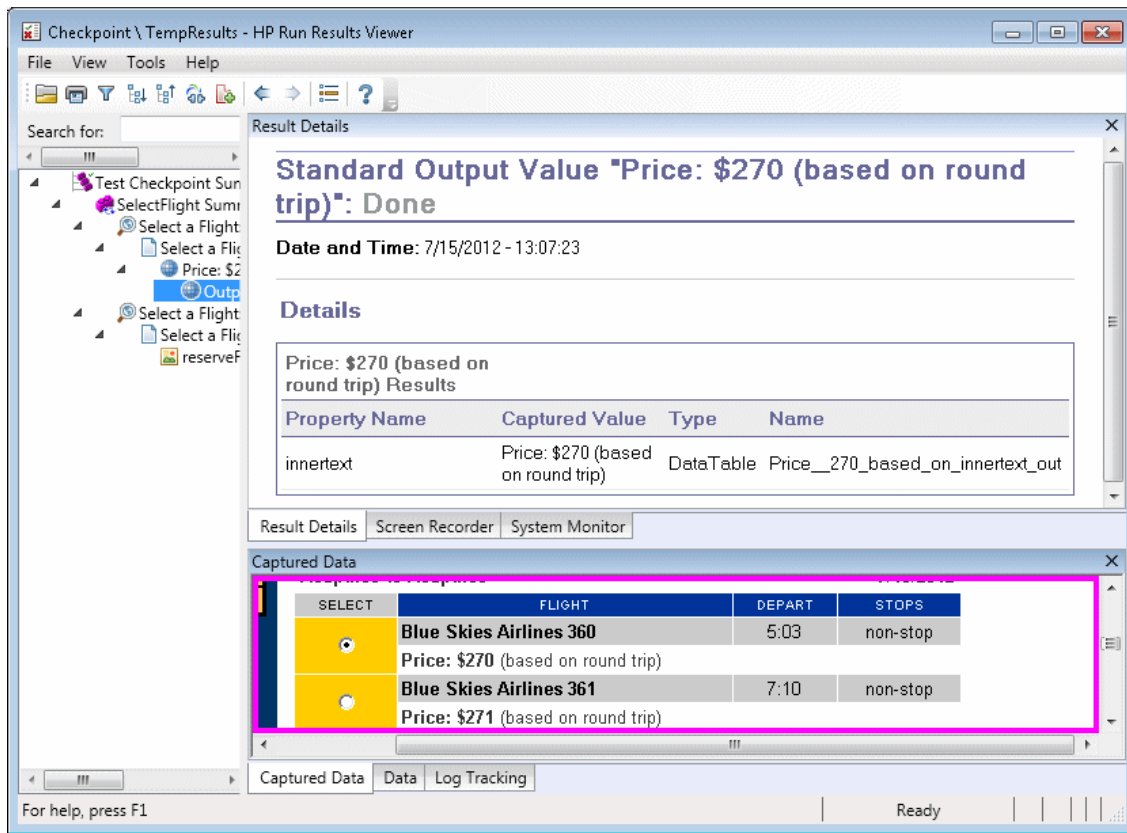 Checkpoint \ TempResults - HP Run Results Viewer
File View Tools Help
Search for:
Test Checkpoint Sum
SelectFlight Summ
Select a Flight:
Select a Flig
Price: $2
Outp
Select a Flight:
Select a Flig
reserveF
Result Details
Standard Output Value "Price: $270 (based on round
trip)": Done
Date and Time: 7/15/2012 - 13:07:23
Details
Price: $270 (based on
round trip) Results
Property Name Captured Value Type Name
innertext Price: $270 (based on round trip) DataTable Price__270_based_on_innertext_out
Result Details Screen Recorder System Monitor
Captured Data
SELECT FLIGHT DEPART STOPS
Blue Skies Airlines 360 5:03 non-stop
Price: $270 (based on round trip)
Blue Skies Airlines 361 7:10 non-stop
Price: $271 (based on round trip)
Captured Data Data Log Tracking
For help, press F1 Ready